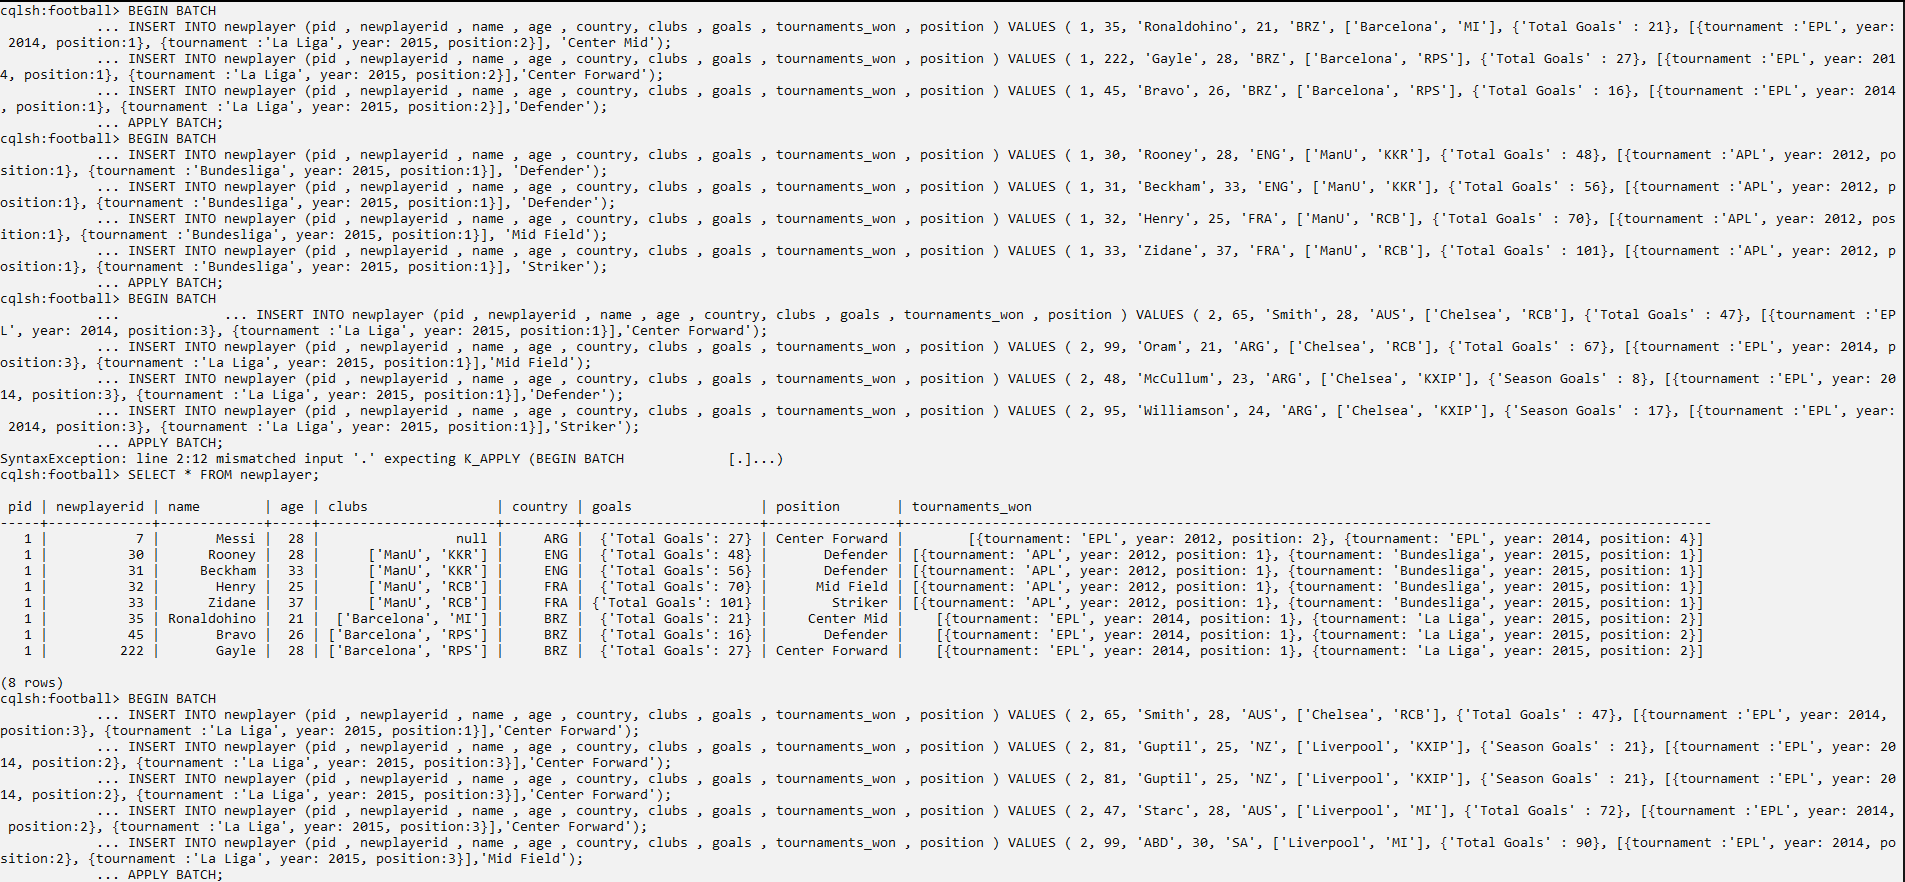 cqlsh:football> BEGIN BATCH
            ... INSERT INTO newplayer (pid , newplayerid , name , age , country, clubs , goals , tournaments_won , position ) VALUES ( 1, 35, 'Ronaldohino', 21, 'BRZ', ['Barcelona', 'MI'], {'Total Goals' : 21}, [{tournament :'EPL', year:
 2014, position:1}, {tournament :'La Liga', year: 2015, position:2}], 'Center Mid');
            ... INSERT INTO newplayer (pid , newplayerid , name , age , country, clubs , goals , tournaments_won , position ) VALUES ( 1, 222, 'Gayle', 28, 'BRZ', ['Barcelona', 'RPS'], {'Total Goals' : 27}, [{tournament :'EPL', year: 201
4, position:1}, {tournament :'La Liga', year: 2015, position:2}],'Center Forward');
            ... INSERT INTO newplayer (pid , newplayerid , name , age , country, clubs , goals , tournaments_won , position ) VALUES ( 1, 45, 'Bravo', 26, 'BRZ', ['Barcelona', 'RPS'], {'Total Goals' : 16}, [{tournament :'EPL', year: 2014
, position:1}, {tournament :'La Liga', year: 2015, position:2}],'Defender');
            ... APPLY BATCH;
cqlsh:football> BEGIN BATCH
            ... INSERT INTO newplayer (pid , newplayerid , name , age , country, clubs , goals , tournaments_won , position ) VALUES ( 1, 30, 'Rooney', 28, 'ENG', ['ManU', 'KKR'], {'Total Goals' : 48}, [{tournament :'APL', year: 2012, po
sition:1}, {tournament :'Bundesliga', year: 2015, position:1}], 'Defender');
            ... INSERT INTO newplayer (pid , newplayerid , name , age , country, clubs , goals , tournaments_won , position ) VALUES ( 1, 31, 'Beckham', 33, 'ENG', ['ManU', 'KKR'], {'Total Goals' : 56}, [{tournament :'APL', year: 2012, p
osition:1}, {tournament :'Bundesliga', year: 2015, position:1}], 'Defender');
            ... INSERT INTO newplayer (pid , newplayerid , name , age , country, clubs , goals , tournaments_won , position ) VALUES ( 1, 32, 'Henry', 25, 'FRA', ['ManU', 'RCB'], {'Total Goals' : 70}, [{tournament :'APL', year: 2012, pos
ition:1}, {tournament :'Bundesliga', year: 2015, position:1}], 'Mid Field');
            ... INSERT INTO newplayer (pid , newplayerid , name , age , country, clubs , goals , tournaments_won , position ) VALUES ( 1, 33, 'Zidane', 37, 'FRA', ['ManU', 'RCB'], {'Total Goals' : 101}, [{tournament :'APL', year: 2012, p
osition:1}, {tournament :'Bundesliga', year: 2015, position:1}], 'Striker');
            ... APPLY BATCH;
cqlsh:football> BEGIN BATCH
            ...             ... INSERT INTO newplayer (pid , newplayerid , name , age , country, clubs , goals , tournaments_won , position ) VALUES ( 2, 65, 'Smith', 28, 'AUS', ['Chelsea', 'RCB'], {'Total Goals' : 47}, [{tournament :'EP
L', year: 2014, position:3}, {tournament :'La Liga', year: 2015, position:1}],'Center Forward');
            ... INSERT INTO newplayer (pid , newplayerid , name , age , country, clubs , goals , tournaments_won , position ) VALUES ( 2, 99, 'Oram', 21, 'ARG', ['Chelsea', 'RCB'], {'Total Goals' : 67}, [{tournament :'EPL', year: 2014, p
osition:3}, {tournament :'La Liga', year: 2015, position:1}],'Mid Field');
            ... INSERT INTO newplayer (pid , newplayerid , name , age , country, clubs , goals , tournaments_won , position ) VALUES ( 2, 48, 'McCullum', 23, 'ARG', ['Chelsea', 'KXIP'], {'Season Goals' : 8}, [{tournament :'EPL', year: 20
14, position:3}, {tournament :'La Liga', year: 2015, position:1}],'Defender');
            ... INSERT INTO newplayer (pid , newplayerid , name , age , country, clubs , goals , tournaments_won , position ) VALUES ( 2, 95, 'Williamson', 24, 'ARG', ['Chelsea', 'KXIP'], {'Season Goals' : 17}, [{tournament :'EPL', year:
 2014, position:3}, {tournament :'La Liga', year: 2015, position:1}],'Striker');
            ... APPLY BATCH;
SyntaxException: line 2:12 mismatched input '.' expecting K_APPLY (BEGIN BATCH             [.]...)
cqlsh:football> SELECT * FROM newplayer;
 pid | newplayerid | name        | age | clubs                | country | goals                | position       | tournaments_won
-----+-------------+-------------+-----+----------------------+---------+----------------------+----------------+-----------------------------------------------------------------------------------------------------
   1 |           7 |       Messi |  28 |                 null |     ARG |  {'Total Goals': 27} | Center Forward |        [{tournament: 'EPL', year: 2012, position: 2}, {tournament: 'EPL', year: 2014, position: 4}]
   1 |          30 |      Rooney |  28 |      ['ManU', 'KKR'] |     ENG |  {'Total Goals': 48} |       Defender | [{tournament: 'APL', year: 2012, position: 1}, {tournament: 'Bundesliga', year: 2015, position: 1}]
   1 |          31 |     Beckham |  33 |      ['ManU', 'KKR'] |     ENG |  {'Total Goals': 56} |       Defender | [{tournament: 'APL', year: 2012, position: 1}, {tournament: 'Bundesliga', year: 2015, position: 1}]
   1 |          32 |       Henry |  25 |      ['ManU', 'RCB'] |     FRA |  {'Total Goals': 70} |      Mid Field | [{tournament: 'APL', year: 2012, position: 1}, {tournament: 'Bundesliga', year: 2015, position: 1}]
   1 |          33 |      Zidane |  37 |      ['ManU', 'RCB'] |     FRA | {'Total Goals': 101} |        Striker | [{tournament: 'APL', year: 2012, position: 1}, {tournament: 'Bundesliga', year: 2015, position: 1}]
   1 |          35 | Ronaldohino |  21 |  ['Barcelona', 'MI'] |     BRZ |  {'Total Goals': 21} |     Center Mid |    [{tournament: 'EPL', year: 2014, position: 1}, {tournament: 'La Liga', year: 2015, position: 2}]
   1 |          45 |       Bravo |  26 | ['Barcelona', 'RPS'] |     BRZ |  {'Total Goals': 16} |       Defender |    [{tournament: 'EPL', year: 2014, position: 1}, {tournament: 'La Liga', year: 2015, position: 2}]
   1 |         222 |       Gayle |  28 | ['Barcelona', 'RPS'] |     BRZ |  {'Total Goals': 27} | Center Forward |    [{tournament: 'EPL', year: 2014, position: 1}, {tournament: 'La Liga', year: 2015, position: 2}]
(8 rows)
cqlsh:football> BEGIN BATCH
            ... INSERT INTO newplayer (pid , newplayerid , name , age , country, clubs , goals , tournaments_won , position ) VALUES ( 2, 65, 'Smith', 28, 'AUS', ['Chelsea', 'RCB'], {'Total Goals' : 47}, [{tournament :'EPL', year: 2014,
position:3}, {tournament :'La Liga', year: 2015, position:1}],'Center Forward');
            ... INSERT INTO newplayer (pid , newplayerid , name , age , country, clubs , goals , tournaments_won , position ) VALUES ( 2, 81, 'Guptil', 25, 'NZ', ['Liverpool', 'KXIP'], {'Season Goals' : 21}, [{tournament :'EPL', year: 20
14, position:2}, {tournament :'La Liga', year: 2015, position:3}],'Center Forward');
            ... INSERT INTO newplayer (pid , newplayerid , name , age , country, clubs , goals , tournaments_won , position ) VALUES ( 2, 81, 'Guptil', 25, 'NZ', ['Liverpool', 'KXIP'], {'Season Goals' : 21}, [{tournament :'EPL', year: 20
14, position:2}, {tournament :'La Liga', year: 2015, position:3}],'Center Forward');
            ... INSERT INTO newplayer (pid , newplayerid , name , age , country, clubs , goals , tournaments_won , position ) VALUES ( 2, 47, 'Starc', 28, 'AUS', ['Liverpool', 'MI'], {'Total Goals' : 72}, [{tournament :'EPL', year: 2014,
 position:2}, {tournament :'La Liga', year: 2015, position:3}],'Center Forward');
            ... INSERT INTO newplayer (pid , newplayerid , name , age , country, clubs , goals , tournaments_won , position ) VALUES ( 2, 99, 'ABD', 30, 'SA', ['Liverpool', 'MI'], {'Total Goals' : 90}, [{tournament :'EPL', year: 2014, po
sition:2}, {tournament :'La Liga', year: 2015, position:3}],'Mid Field');
            ... APPLY BATCH;